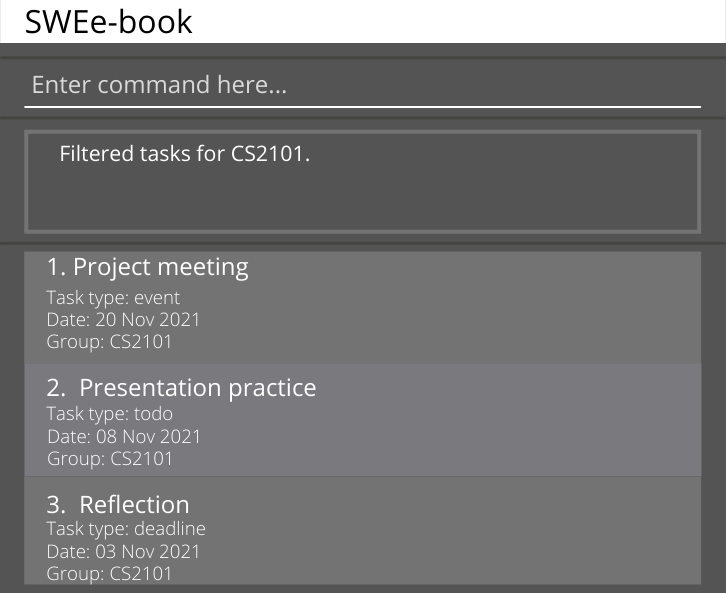 SWEe-book
Enter command here...
Filtered tasks for CS2101.
1. Project meeting
Task type: event
Date: 20 Nov 2021
Group: CS2101
2. Presentation practice
Task type: todo
Date: 08 Nov 2021
Group: CS2101
3. Reflection
Task type: deadline
Date: 03 Nov 2021
Group: CS2101